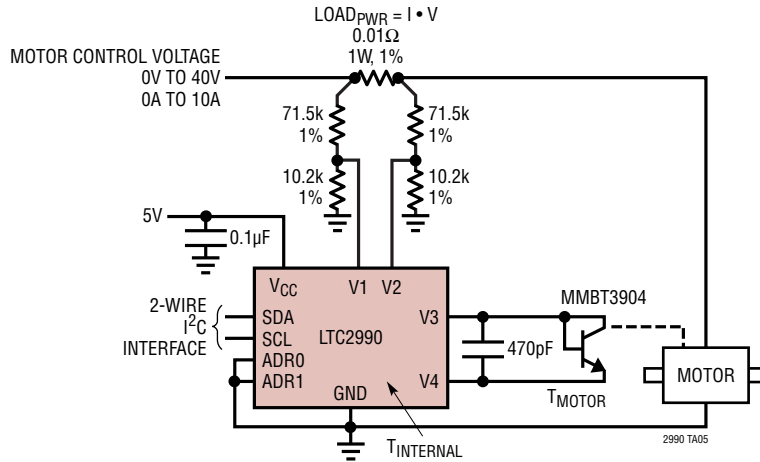 LOADPWR = I • V
0.01Ω
1W, 1%
MOTOR CONTROL VOLTAGE
0V TO 40V
0A TO 10A
71.5k
1%
71.5k
1%
10.2k
1%
10.2k
1%
5V
0.1µF
VCC
V1
V2
2-WIRE
I²C
INTERFACE
SDA
SCL
ADR0
ADR1
LTC2990
GND
V3
V4
470pF
MMBT3904
TMOTOR
MOTOR
TINTERNAL
2990 TA05